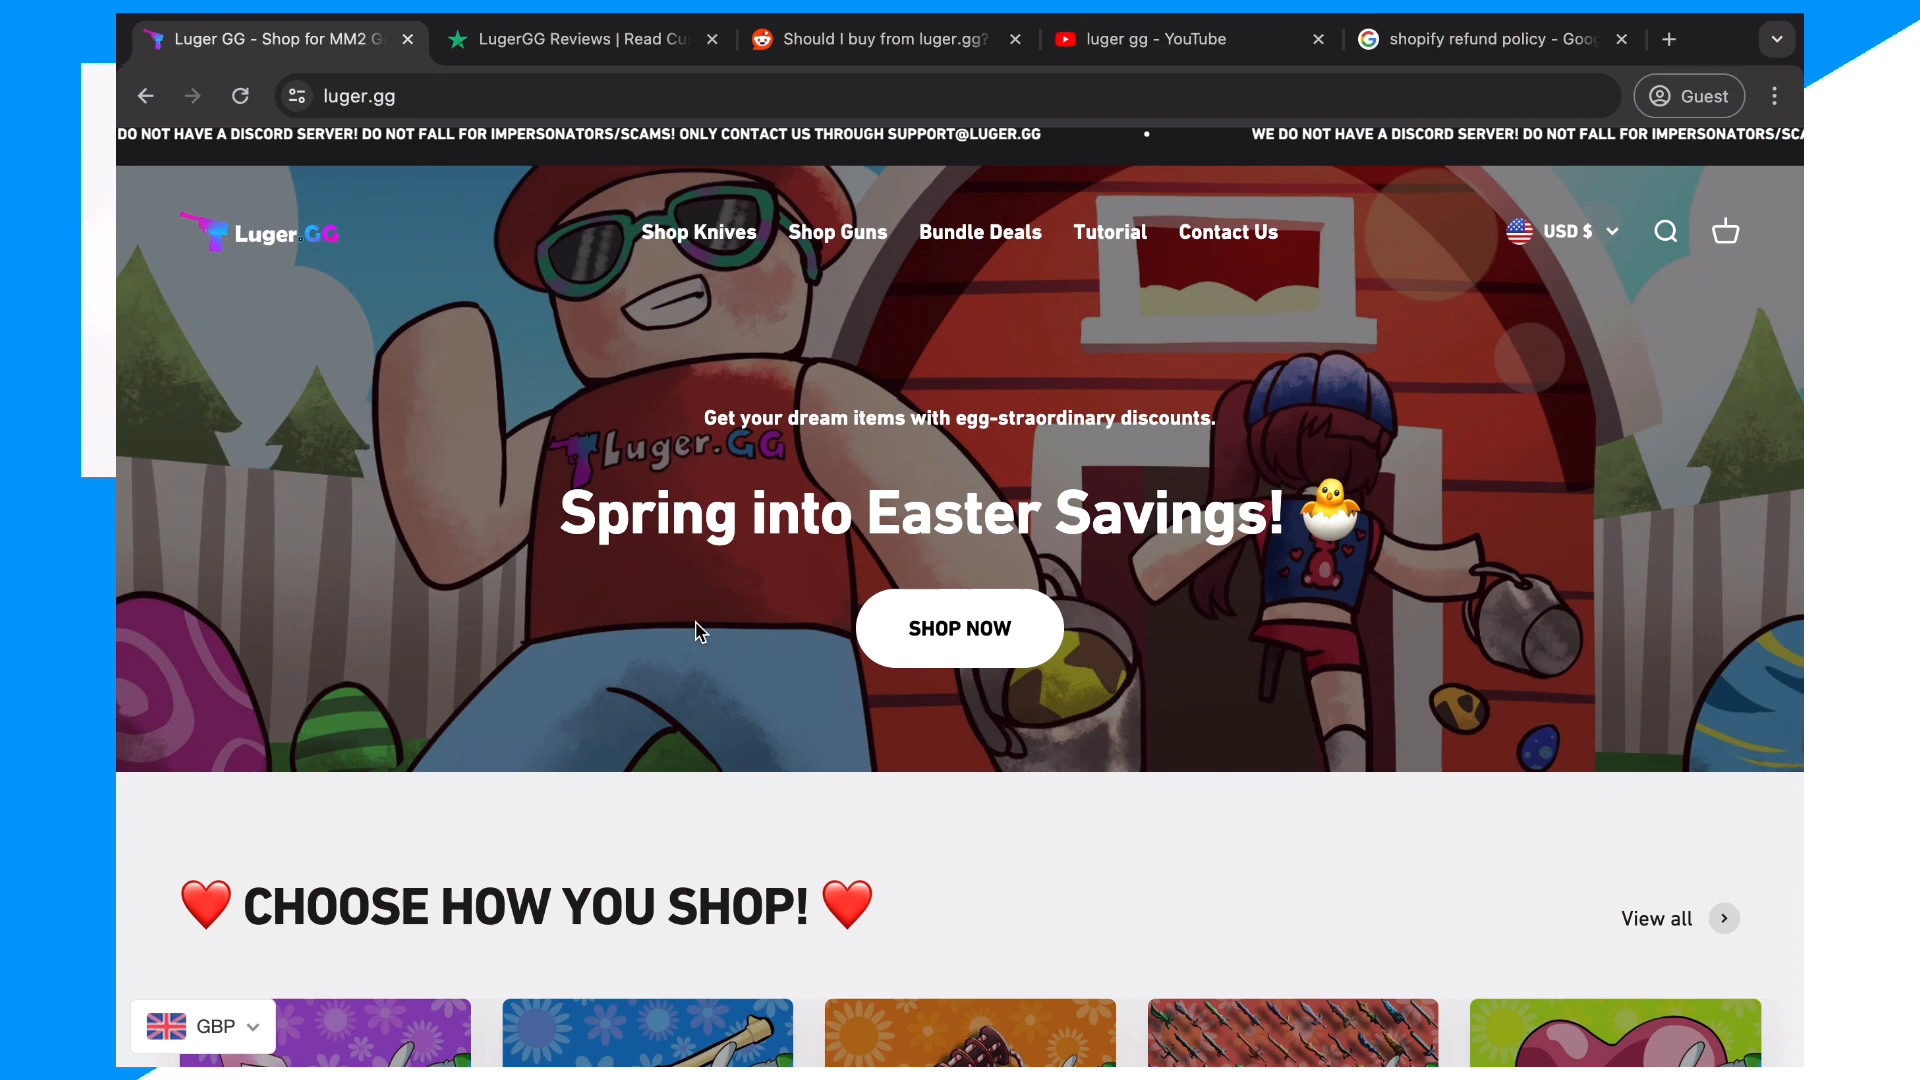 Luger GG - Shop for MM2 G
LugerGG Reviews | Read Cu
Should I buy from luger.gg?
luger gg - YouTube
shopify refund policy - Goo
luger.gg
Guest
DO NOT HAVE A DISCORD SERVER! DO NOT FALL FOR IMPERSONATORS/SCAMS! ONLY CONTACT US THROUGH SUPPORT@LUGER.GG • WE DO NOT HAVE A DISCORD SERVER! DO NOT FALL FOR IMPERSONATORS/SCA
Luger.GG
Shop Knives
Shop Guns
Bundle Deals
Tutorial
Contact Us
USD $
Get your dream items with egg-straordinary discounts.
Luger.GG
Spring into Easter Savings! 🐣
SHOP NOW
❤️ CHOOSE HOW YOU SHOP! ❤️
View all
GBP